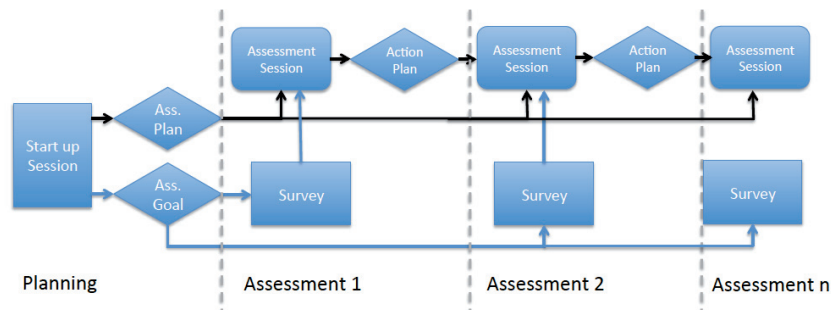 Assessment
Session
Action
Plan
Assessment
Session
Action
Plan
Assessment
Session
Start up
Session
Ass.
Plan
Ass.
Goal
Survey
Survey
Survey
Planning
Assessment 1
Assessment 2
Assessment n